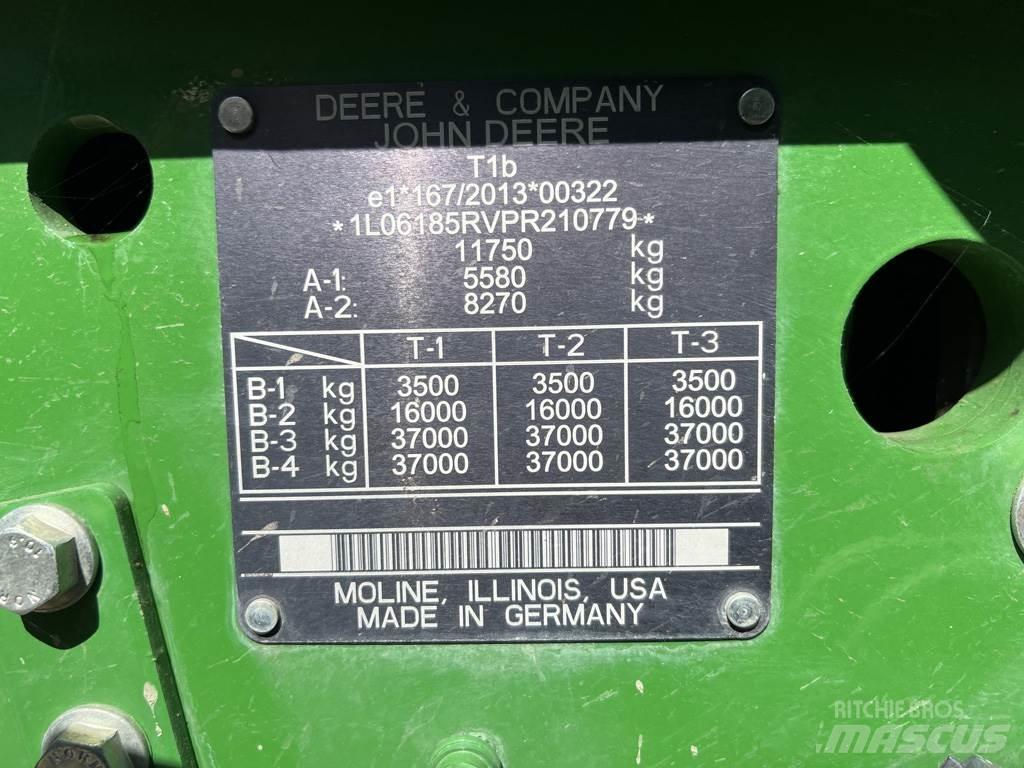 DEERE & COMPANY
JOHN DEERE
T1b
e1*167/2013*00322
*1L06185RVPR210779*
11750 kg
A-1: 5580 kg
A-2: 8270 kg
T-1 T-2 T-3
B-1 kg 3500 3500 3500
B-2 kg 16000 16000 16000
B-3 kg 37000 37000 37000
B-4 kg 37000 37000 37000
MOLINE, ILLINOIS, USA
MADE IN GERMANY
10.9
RITCHIE BROS.
MASCUS